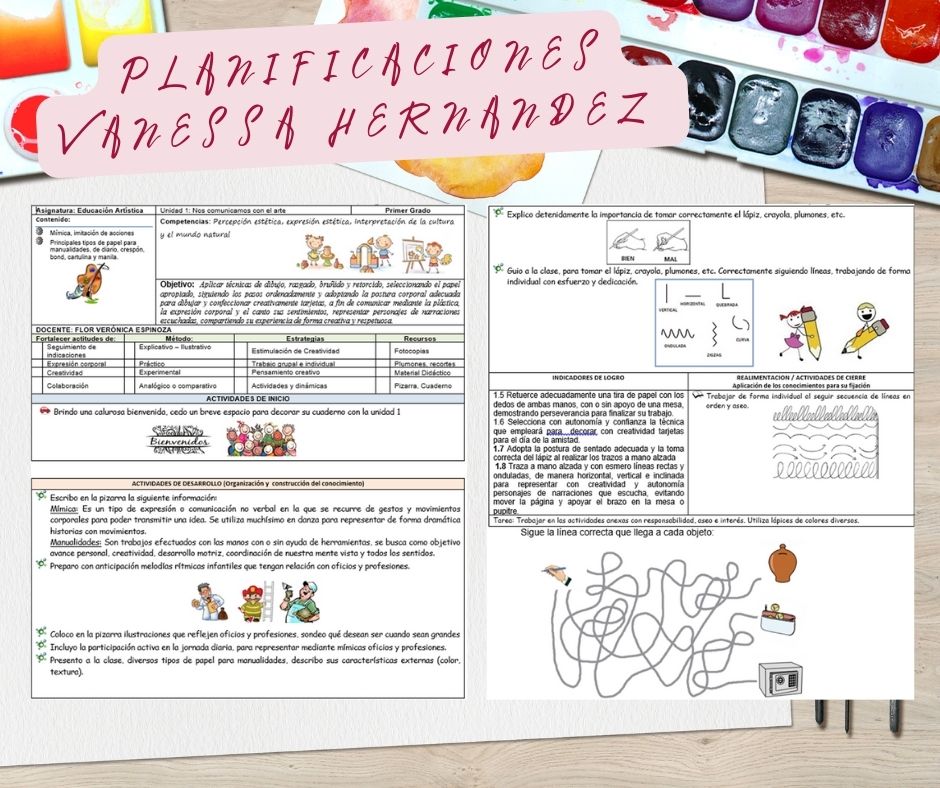 PLANIFICACIONES
VANESSA HERNANDEZ
Asignatura: Educación Artística
Unidad 1: Nos comunicamos con el arte
Primer Grado
Contenido:
Mímica, imitación de acciones
Principales tipos de papel para
manualidades, de diario, crespón,
bond, cartulina y manila.
Competencias: Percepción estética, expresión estética, Interpretación de la cultura
y el mundo natural
Objetivo: Aplicar técnicas de dibujo, rasgado, bruñido y retorcido, seleccionando el papel
apropiado, siguiendo los pasos ordenadamente y adoptando la postura corporal adecuada
para dibujar y confeccionar creativamente tarjetas, a fin de comunicar mediante la plástica,
la expresión corporal y el canto sus sentimientos, representar personajes de narraciones
escuchadas, compartiendo su experiencia de forma creativa y respetuosa.
DOCENTE: FLOR VERÓNICA ESPINOZA
Fortalecer actitudes de: Método: Estrategias Recursos
Seguimiento de
indicaciones
Explicativo – Ilustrativo
Estimulación de Creatividad
Fotocopias
Expresión corporal Práctico Trabajo grupal e individual Plumones, recortes
Creatividad Experimental Pensamiento creativo Material Didáctico
Colaboración Analógico o comparativo Actividades y dinámicas Pizarra, Cuaderno
ACTIVIDADES DE INICIO
Brindo una calurosa bienvenida, cedo un breve espacio para decorar su cuaderno con la unidad 1
Bienvenidos
ACTIVIDADES DE DESARROLLO (Organización y construcción del conocimiento)
Escribo en la pizarra la siguiente información:
Mímica: Es un tipo de expresión o comunicación no verbal en la que se recurre de gestos y movimientos
corporales para poder transmitir una idea. Se utiliza muchísimo en danza para representar de forma dramática
historias con movimientos.
Manualidades: Son trabajos efectuados con las manos con o sin ayuda de herramientas, se busca como objetivo
avance personal, creatividad, desarrollo motriz, coordinación de nuestra mente vista y todos los sentidos.
Preparo con anticipación melodías rítmicas infantiles que tengan relación con oficios y profesiones.
Coloco en la pizarra ilustraciones que reflejen oficios y profesiones, sondeó qué desean ser cuando sean grandes
Incluyo la participación activa en la jornada diaria, para representar mediante mímicas oficios y profesiones.
Presento a la clase, diversos tipos de papel para manualidades, describo sus características externas (color,
textura).
Explico detenidamente la importancia de tomar correctamente el lápiz, crayola, plumones, etc.
BIEN MAL
Guio a la clase, para tomar el lápiz, crayola, plumones, etc. Correctamente siguiendo líneas, trabajando de forma
individual con esfuerzo y dedicación.
VERTICAL
HORIZONTAL
QUEBRADA
ONDULADA
ZIGZAG
CURVA
INDICADORES DE LOGRO
1.5 Retuerce adecuadamente una tira de papel con los
dedos de ambas manos, con o sin apoyo de una mesa,
demostrando perseverancia para finalizar su trabajo.
1.6 Selecciona con autonomía y confianza la técnica
que empleará para decorar con creatividad tarjetas
para el día de la amistad.
1.7 Adopta la postura de sentado adecuada y la toma
correcta del lápiz al realizar los trazos a mano alzada
1.8 Traza a mano alzada y con esmero líneas rectas y
onduladas, de manera horizontal, vertical e inclinada
para representar con creatividad y autonomía
personajes de narraciones que escucha, evitando
mover la página y apoyar el brazo en la mesa o
pupitre.
REALIMENTACION / ACTIVIDADES DE CIERRE
Aplicación de los conocimientos para su fijación
Trabajar de forma individual al seguir secuencia de líneas en
orden y aseo.
Tarea: Trabajar en las actividades anexas con responsabilidad, aseo e interés. Utiliza lápices de colores diversos.
Sigue la línea correcta que llega a cada objeto: